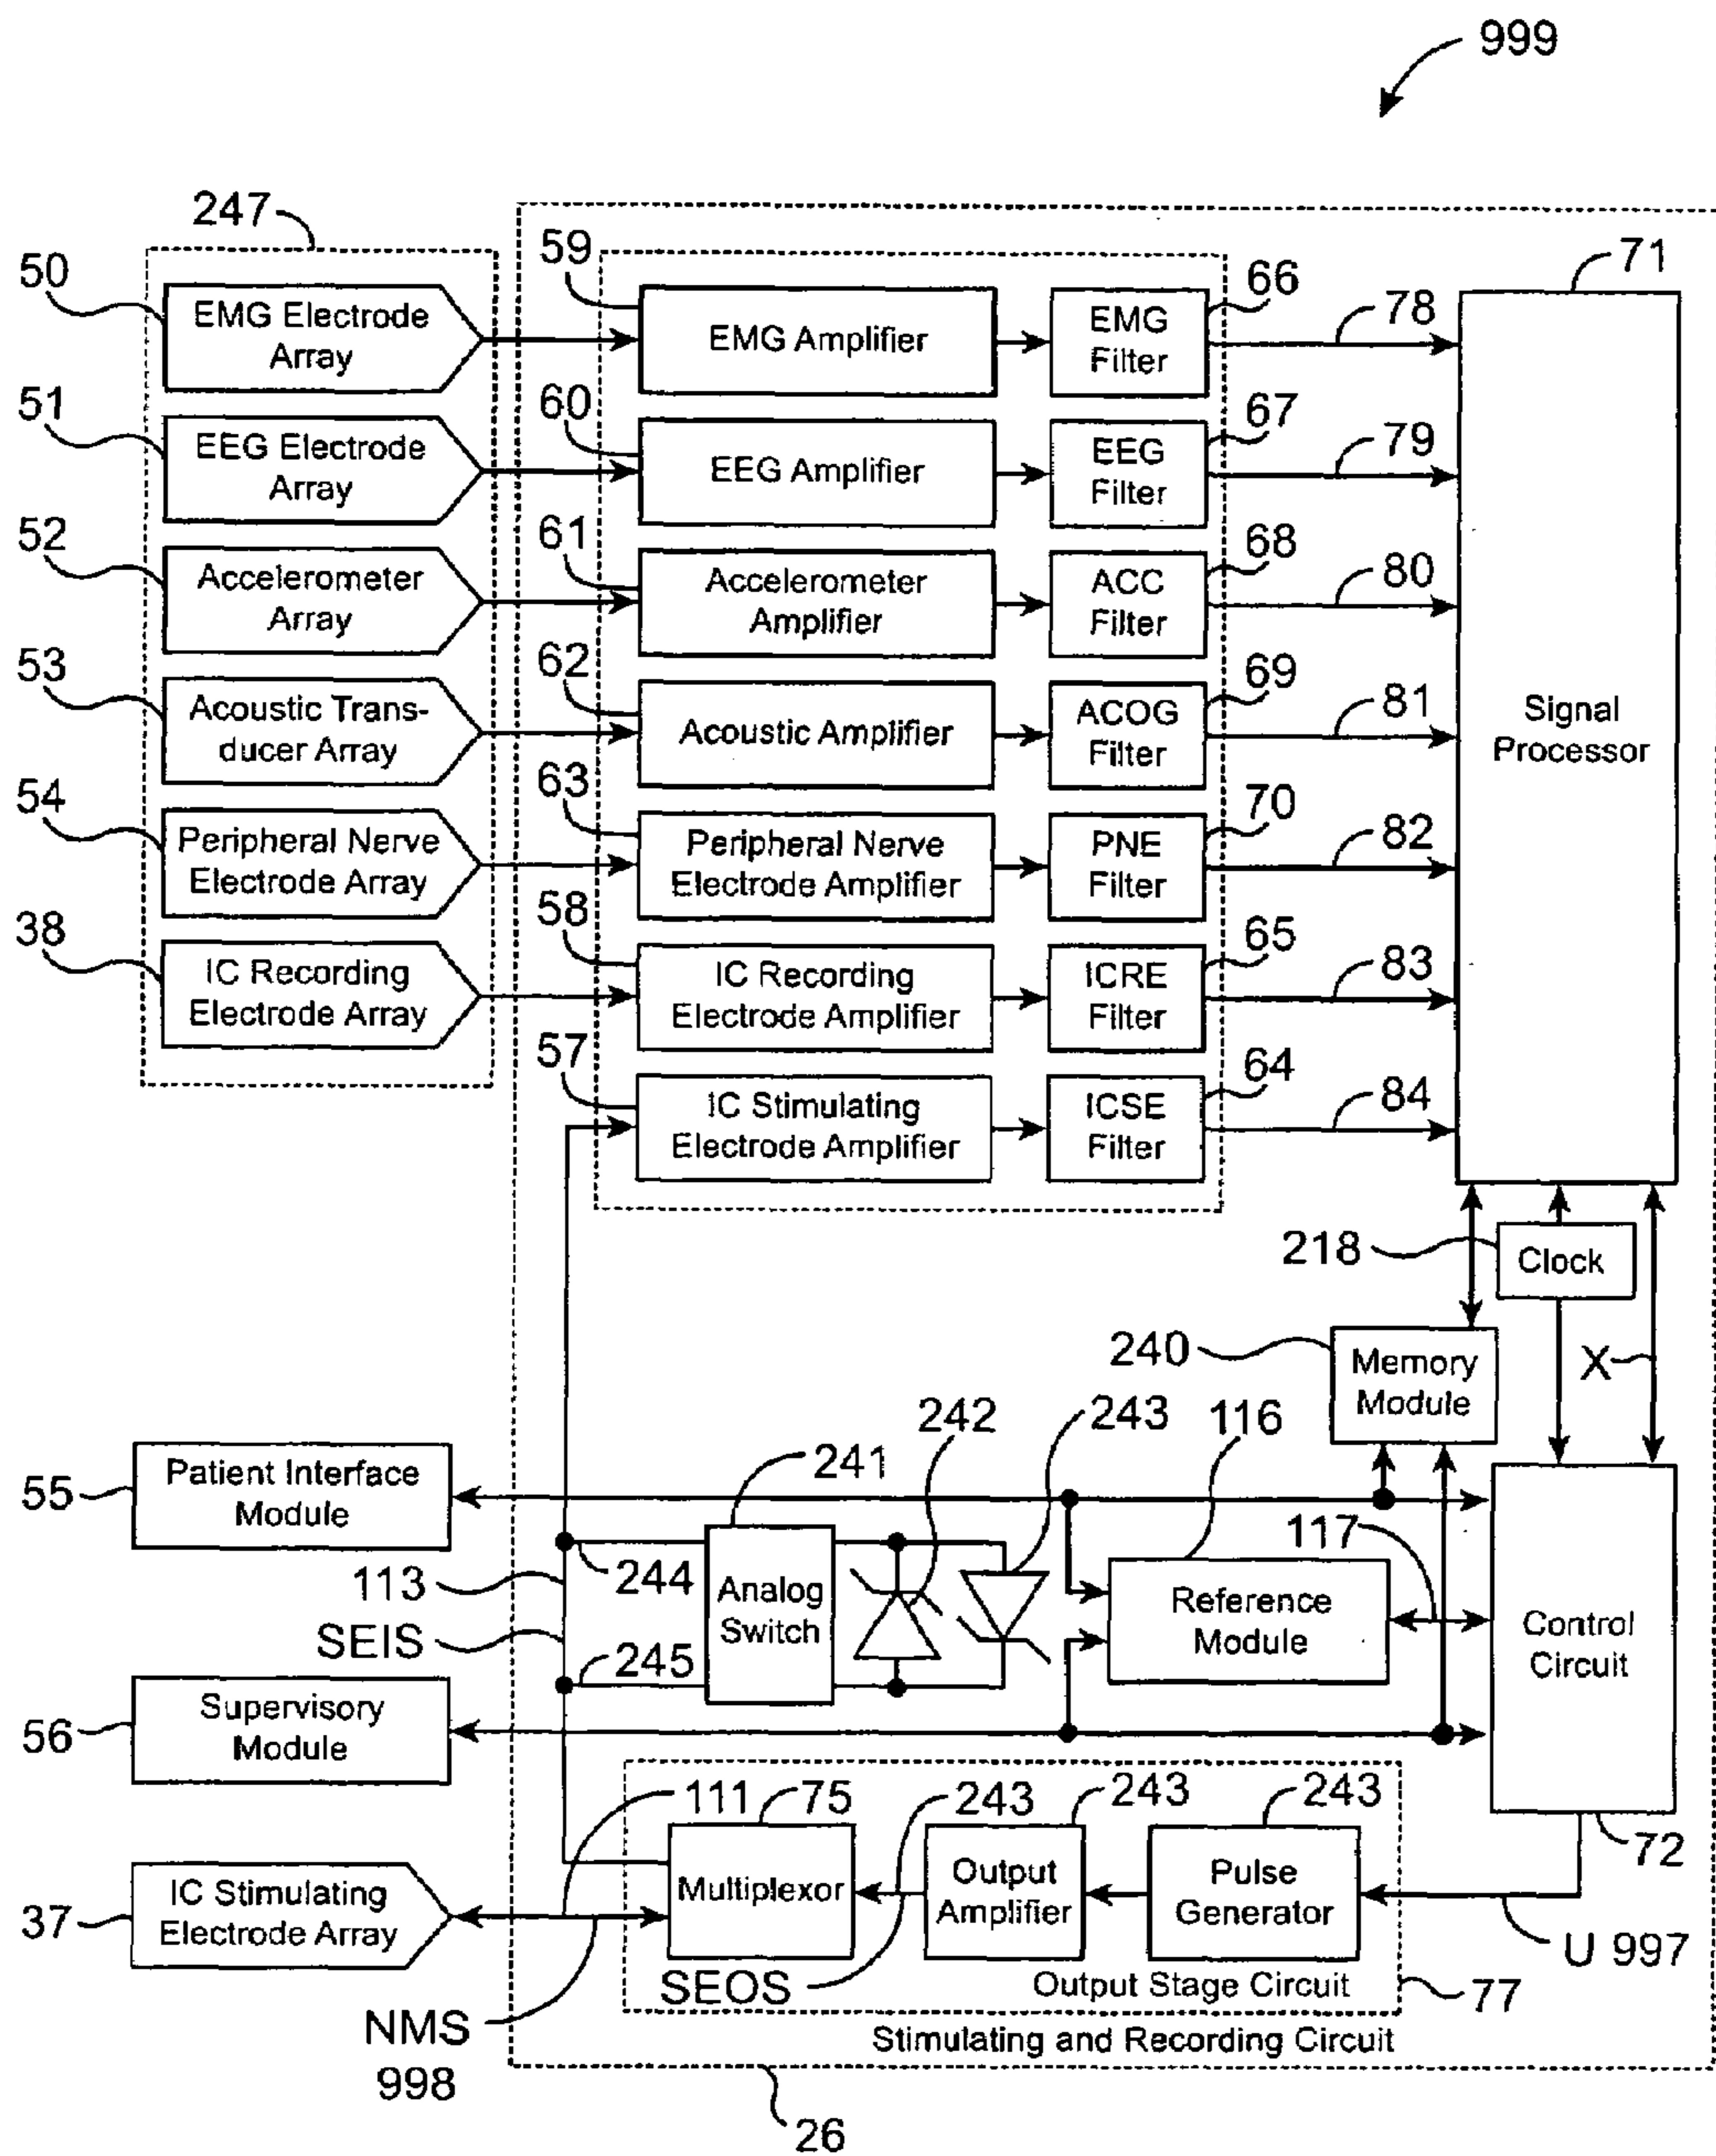 999
247
50
EMG Electrode
Array
59
EMG Amplifier
66
EMG
Filter
78
71
Signal
Processor
51
EEG Electrode
Array
60
EEG Amplifier
67
EEG
Filter
79
52
Accelerometer
Array
61
Accelerometer
Amplifier
68
ACC
Filter
80
53
Acoustic Trans-
ducer Array
62
Acoustic Amplifier
69
ACOG
Filter
81
54
Peripheral Nerve
Electrode Array
63
Peripheral Nerve
Electrode Amplifier
70
PNE
Filter
82
38
IC Recording
Electrode Array
58
IC Recording
Electrode Amplifier
65
ICRE
Filter
83
57
IC Stimulating
Electrode Amplifier
64
ICSE
Filter
84
218
Clock
240
Memory
Module
X
55
Patient Interface
Module
241
Analog
Switch
242
243
116
Reference
Module
117
Control
Circuit
72
113
SEIS
244
245
56
Supervisory
Module
37
IC Stimulating
Electrode Array
111
75
Multiplexor
243
243
Output
Amplifier
243
Pulse
Generator
U 997
SEOS
Output Stage Circuit
77
NMS
998
Stimulating and Recording Circuit
26